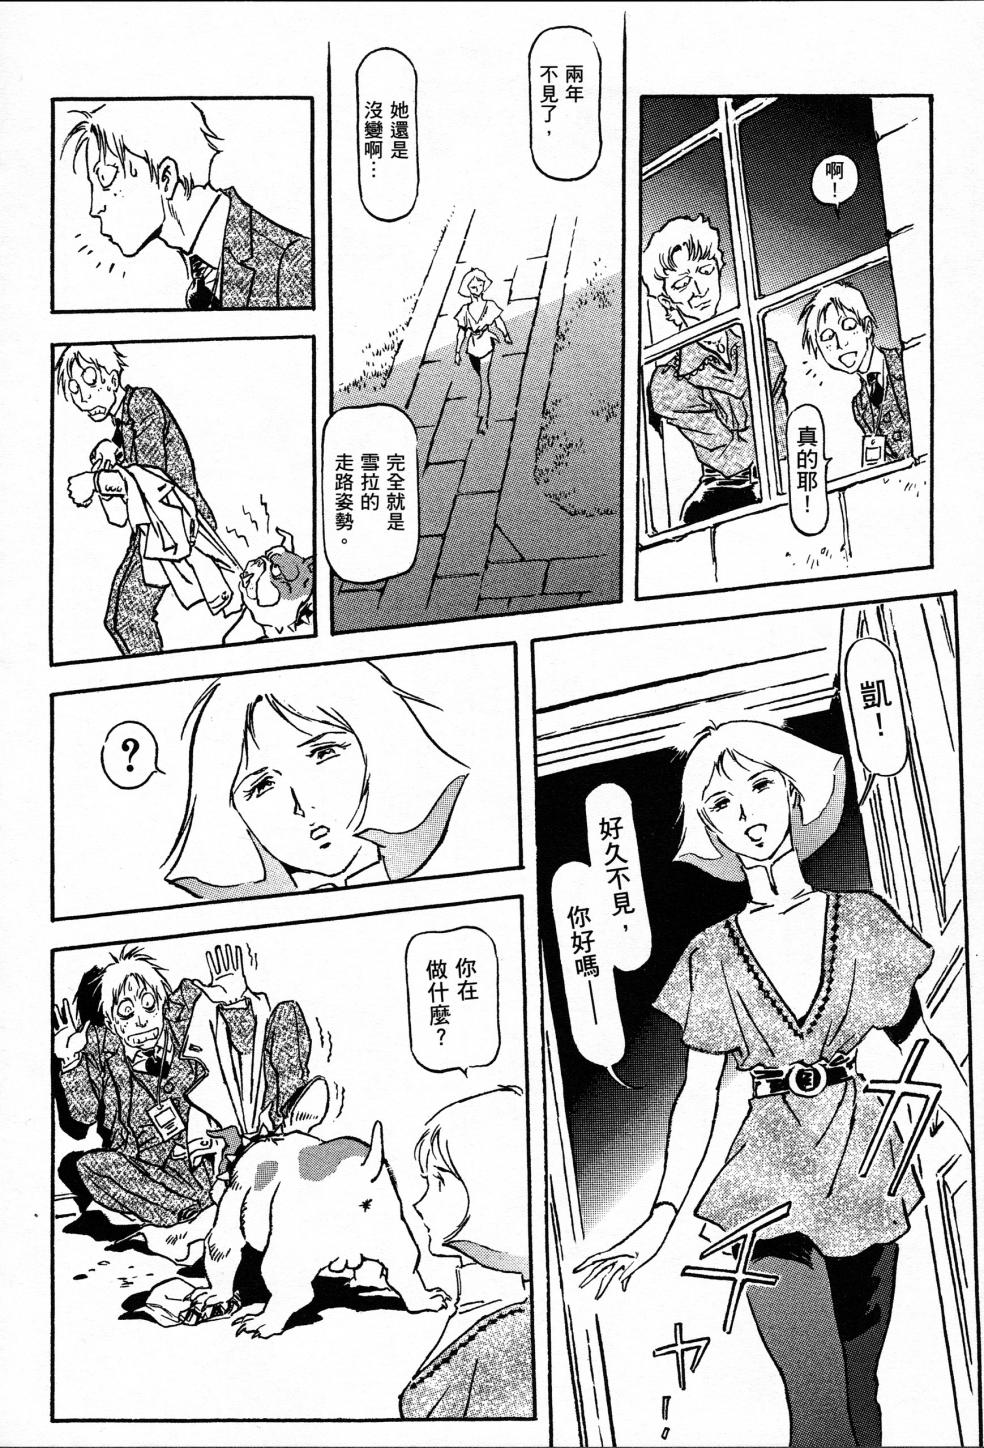 啊！
真的耶！
兩年
不見了，
她還是
沒變啊…
完全就是
雪拉的
走路姿勢。
凱！
好久不見，
你好嗎——
カチャ！
？
你在
做什麼？